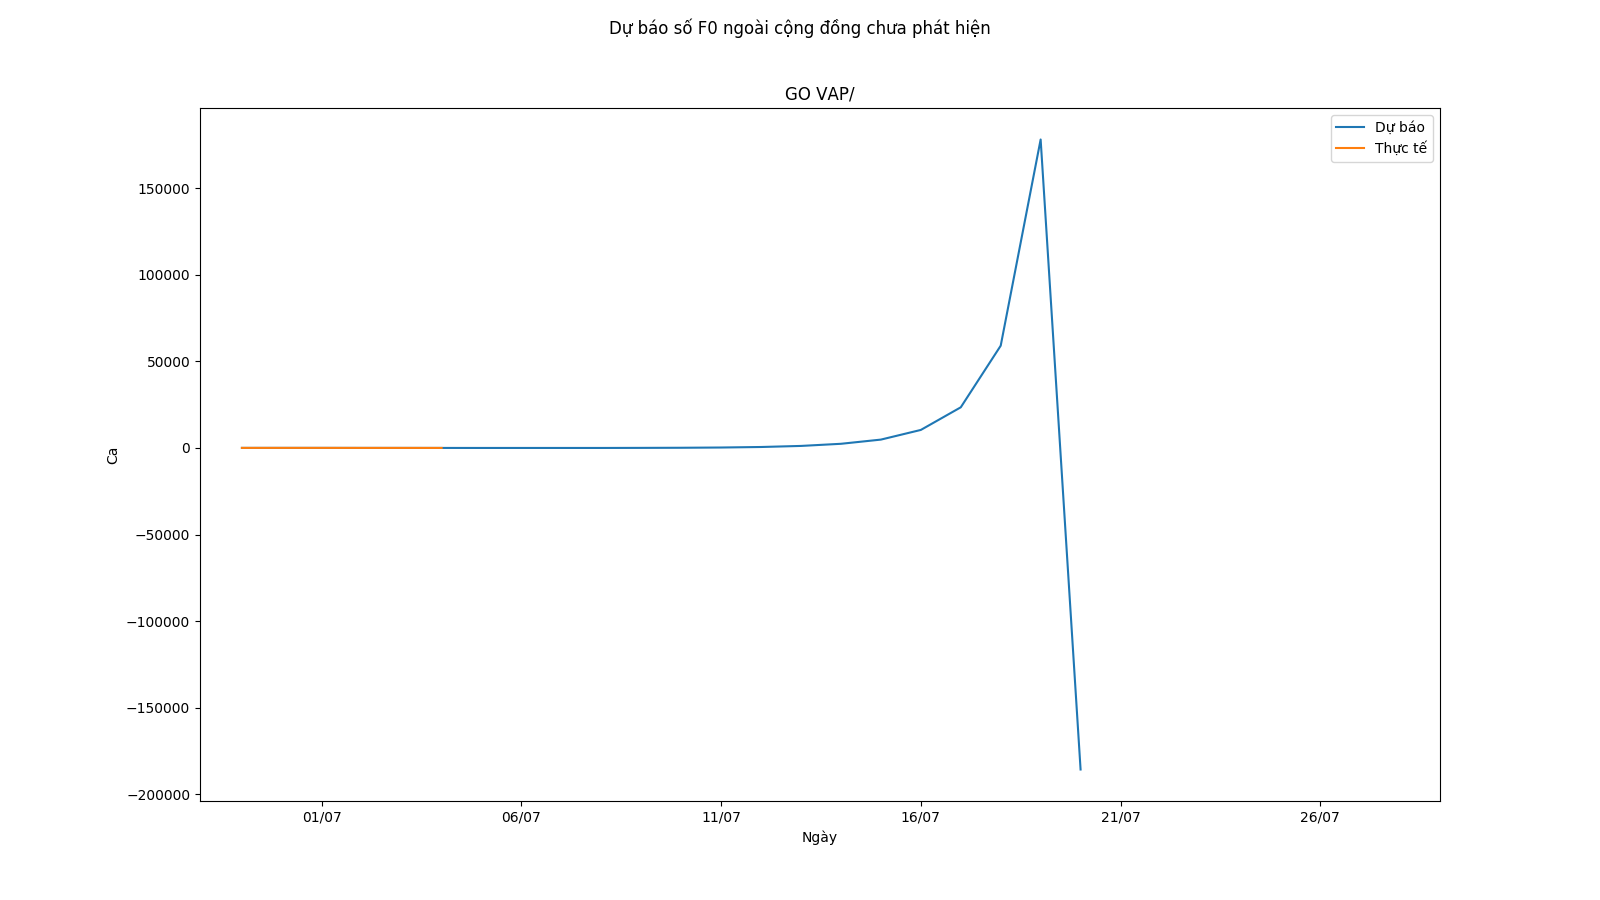 Dự báo số F0 ngoài cộng đồng chưa phát hiện
GO VAP/
Dự báo
Thực tế
150000
100000
50000
0
−50000
−100000
−150000
−200000
Ca
01/07 06/07 11/07 16/07 21/07 26/07
Ngày